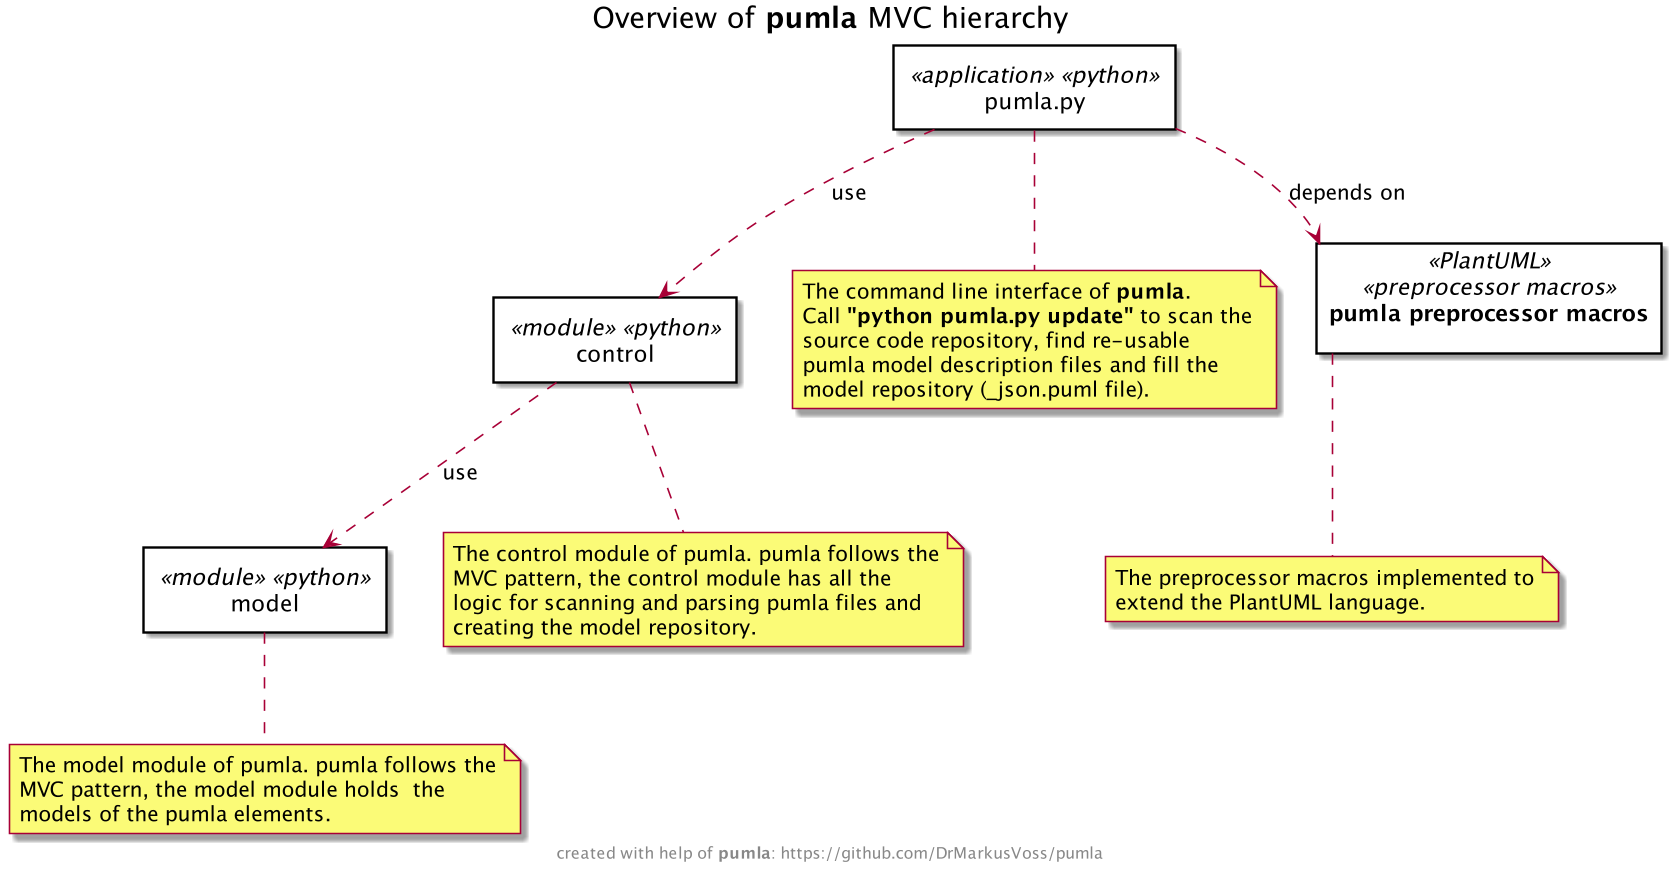 Overview of pumla MVC hierarchy
«application» «python»
pumla.py
use
depends on
«PlantUML»
«preprocessor macros»
pumla preprocessor macros
The command line interface of pumla.
Call "python pumla.py update" to scan the
source code repository, find re-usable
pumla model description files and fill the
model repository (_json.puml file).
«module» «python»
control
use
The control module of pumla. pumla follows the
MVC pattern, the control module has all the
logic for scanning and parsing pumla files and
creating the model repository.
The preprocessor macros implemented to
extend the PlantUML language.
«module» «python»
model
The model module of pumla. pumla follows the
MVC pattern, the model module holds  the
models of the pumla elements.
created with help of pumla: https://github.com/DrMarkusVoss/pumla